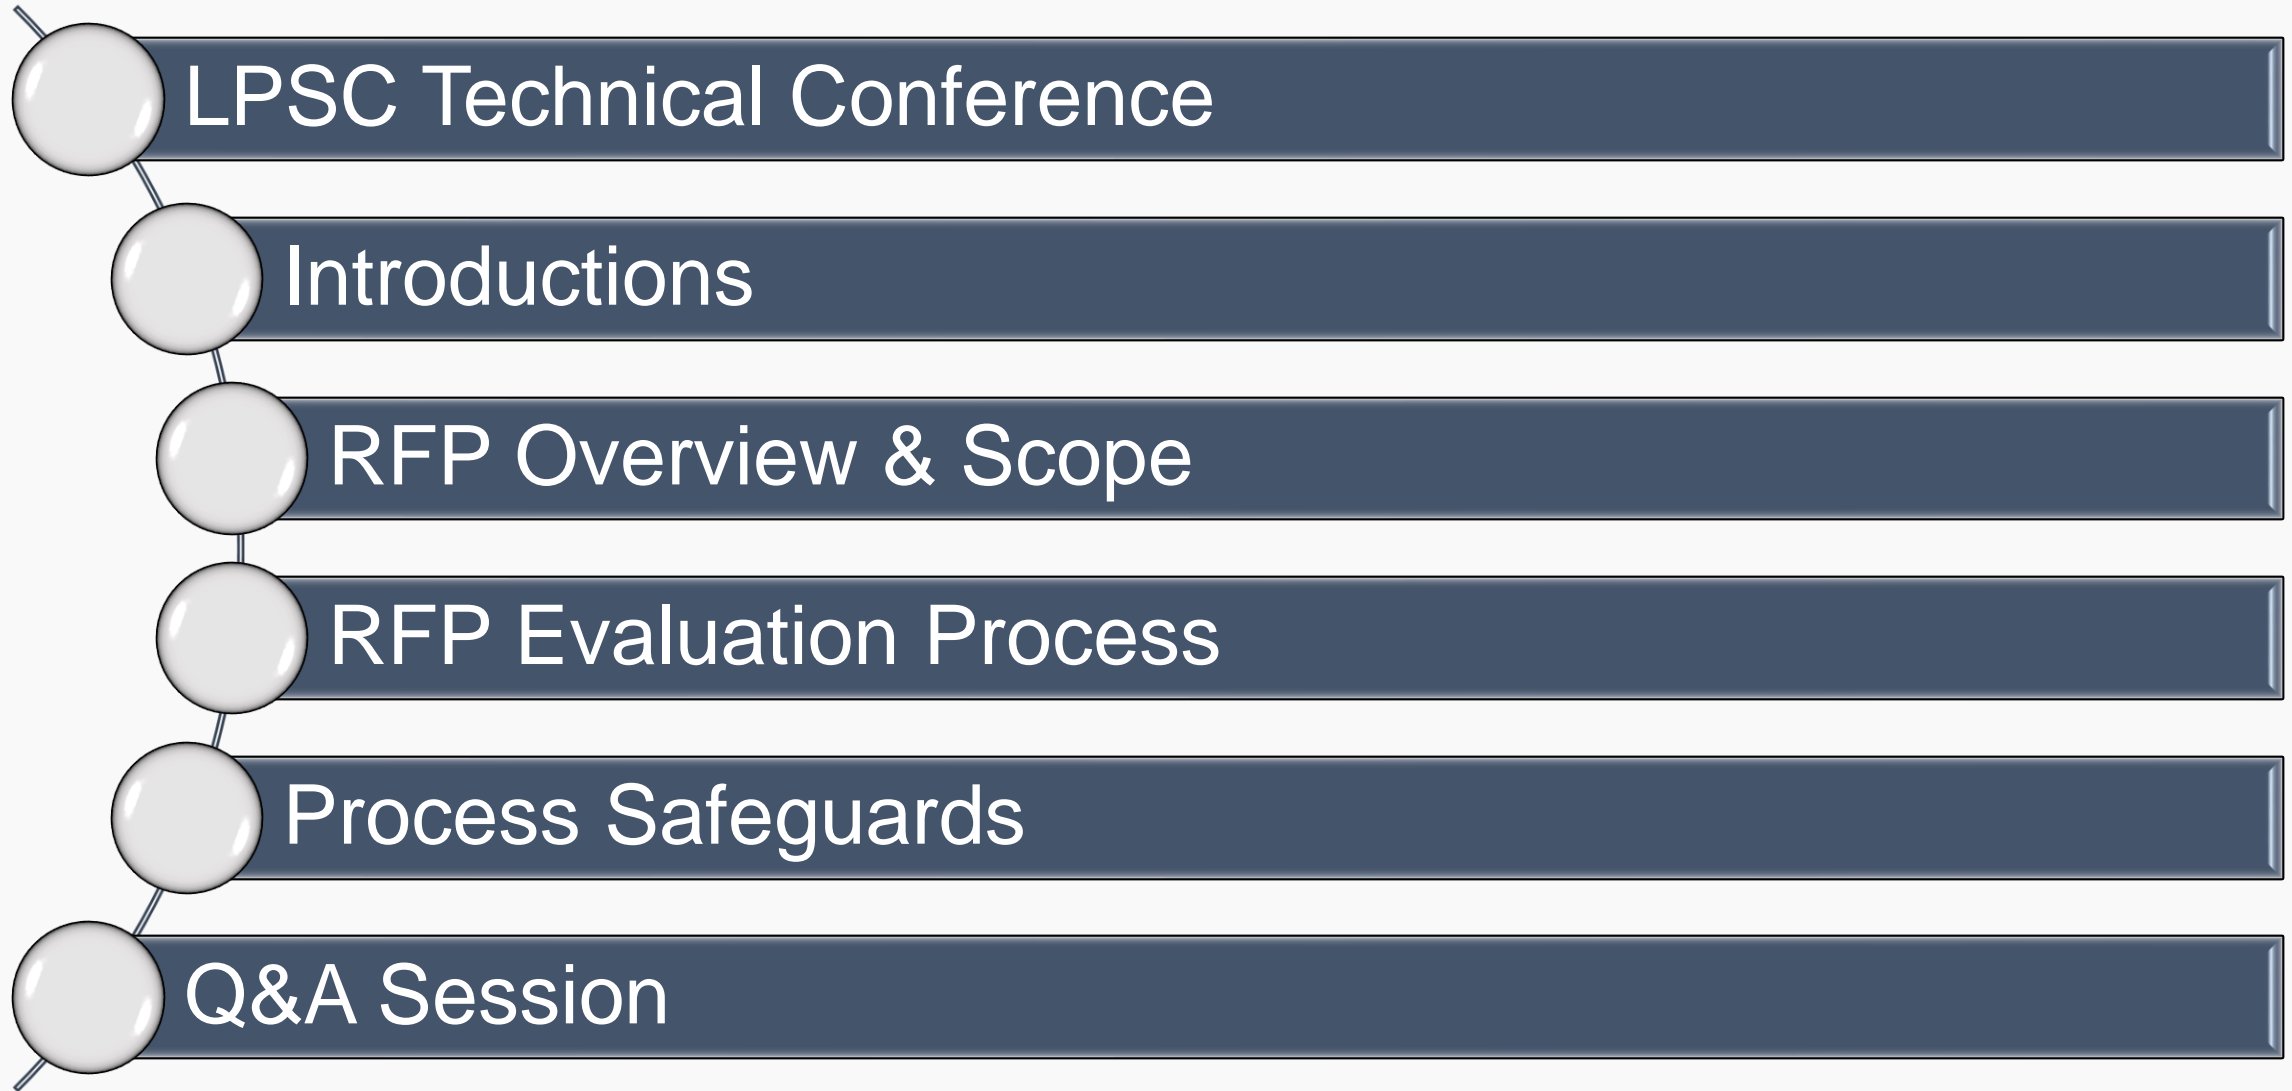 LPSC Technical Conference
Introductions
RFP Overview & Scope
RFP Evaluation Process
Process Safeguards
Q&A Session